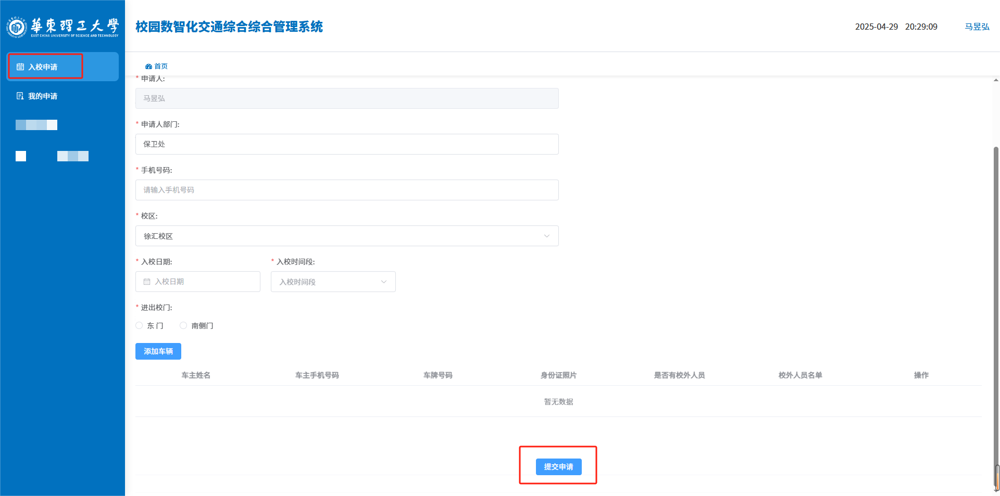 華東理工大學
EAST CHINA UNIVERSITY OF SCIENCE AND TECHNOLOGY
校园数智化交通综合综合管理系统
2025-04-29 20:29:09
马昱弘
入校申请
我的申请
首页
* 申请人:
马昱弘
* 申请人部门:
保卫处
* 手机号码:
请输入手机号码
* 校区:
徐汇校区
* 入校日期: * 入校时间段:
入校日期 入校时间段
* 进出校门:
东 门 南侧门
添加车辆
车主姓名 车主手机号码 车牌号码 身份证照片 是否有校外人员 校外人员名单 操作
暂无数据
提交申请